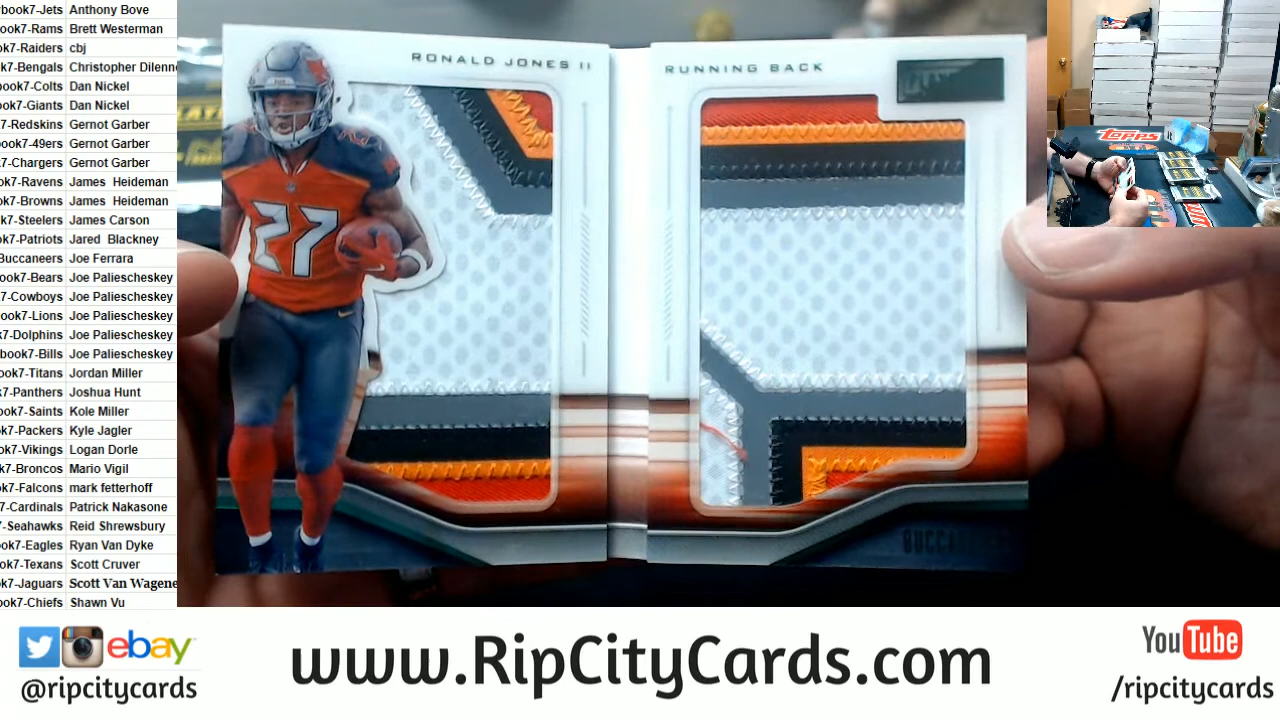 book7-Jets Anthony Bove
book7-Rams Brett Westerman
ok7-Raiders cbj
k7-Bengals Christopher Dilenn
ook7-Colts Dan Nickel
ook7-Giants Dan Nickel
7-Redskins Gernot Garber
ook7-49ers Gernot Garber
7-Chargers Gernot Garber
ok7-Ravens James Heideman
ok7-Browns James Heideman
k7-Steelers James Carson
k7-Patriots Jared Blackney
Buccaneers Joe Ferrara
ook7-Bears Joe Paliescheskey
7-Cowboys Joe Paliescheskey
ook7-Lions Joe Paliescheskey
7-Dolphins Joe Paliescheskey
book7-Bills Joe Paliescheskey
ok7-Titans Jordan Miller
7-Panthers Joshua Hunt
ok7-Saints Kole Miller
ok7-Packers Kyle Jagler
ok7-Vikings Logan Dorle
7-Broncos Mario Vigil
k7-Falcons mark fetterhoff
7-Cardinals Patrick Nakasone
7-Seahawks Reid Shrewsbury
ook7-Eagles Ryan Van Dyke
ok7-Texans Scott Cruver
k7-Jaguars Scott Van Wagene
ook7-Chiefs Shawn Vu
RONALD JONES II
RUNNING BACK
27
Topps
ebay
@ripcitycards
www.RipCityCards.com
YouTube
/ripcitycards